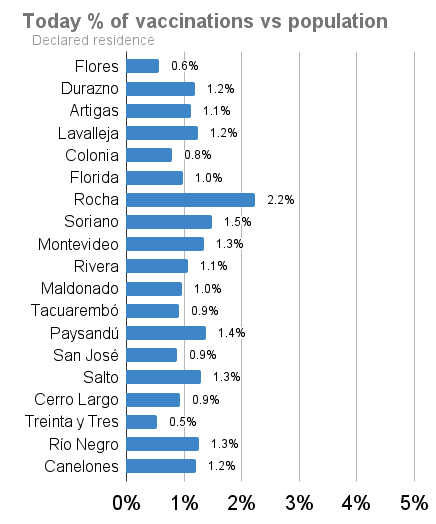 Today % of vaccinations vs population
Declared residence
Flores 0.6%
Durazno 1.2%
Artigas 1.1%
Lavalleja 1.2%
Colonia 0.8%
Florida 1.0%
Rocha 2.2%
Soriano 1.5%
Montevideo 1.3%
Rivera 1.1%
Maldonado 1.0%
Tacuarembó 0.9%
Paysandú 1.4%
San José 0.9%
Salto 1.3%
Cerro Largo 0.9%
Treinta y Tres 0.5%
Río Negro 1.3%
Canelones 1.2%
0% 1% 2% 3% 4% 5%